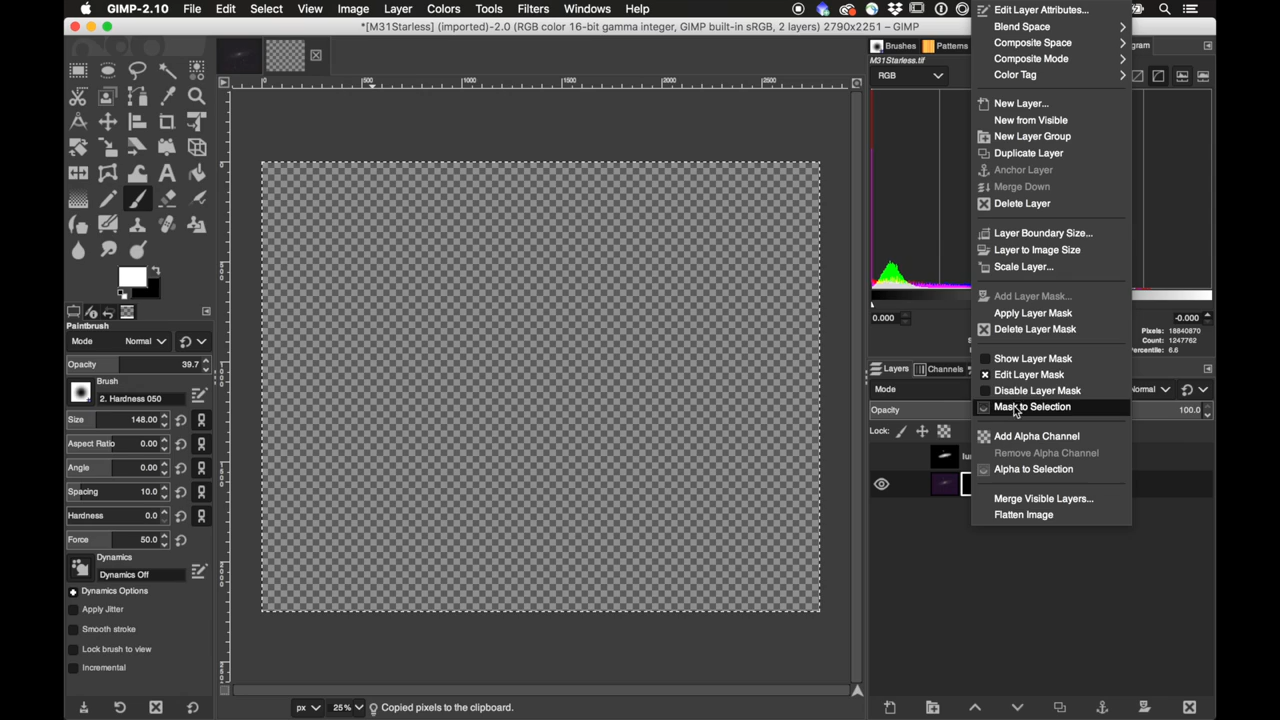 GIMP-2.10 File Edit Select View Image Layer Colors Tools Filters Windows Help
*[M31Starless] (imported)-2.0 (RGB color 16-bit gamma integer, GIMP built-in sRGB, 2 layers) 2790x2251 – GIMP
0 500 1000 1500 2000 2500
Paintbrush
Mode Normal
Opacity 39.7
Brush
2. Hardness 050
Size 148.00
Aspect Ratio 0.00
Angle 0.00
Spacing 10.0
Hardness 0.0
Force 50.0
Dynamics
Dynamics Off
Dynamics Options
Apply Jitter
Smooth stroke
Lock brush to view
Incremental
px 25% Copied pixels to the clipboard.
Brushes Patterns
M31Starless.tif
RGB
0.000 -0.000
Pixels: 18840870
Count: 1247762
Layers Channels
Mode Normal
Opacity 100.0
Lock:
Edit Layer Attributes...
Blend Space
Composite Space
Composite Mode
Color Tag
New Layer...
New from Visible
New Layer Group
Duplicate Layer
Anchor Layer
Merge Down
Delete Layer
Layer Boundary Size...
Layer to Image Size
Scale Layer...
Add Layer Mask...
Apply Layer Mask
Delete Layer Mask
Show Layer Mask
Edit Layer Mask
Disable Layer Mask
Mask to Selection
Add Alpha Channel
Remove Alpha Channel
Alpha to Selection
Merge Visible Layers...
Flatten Image